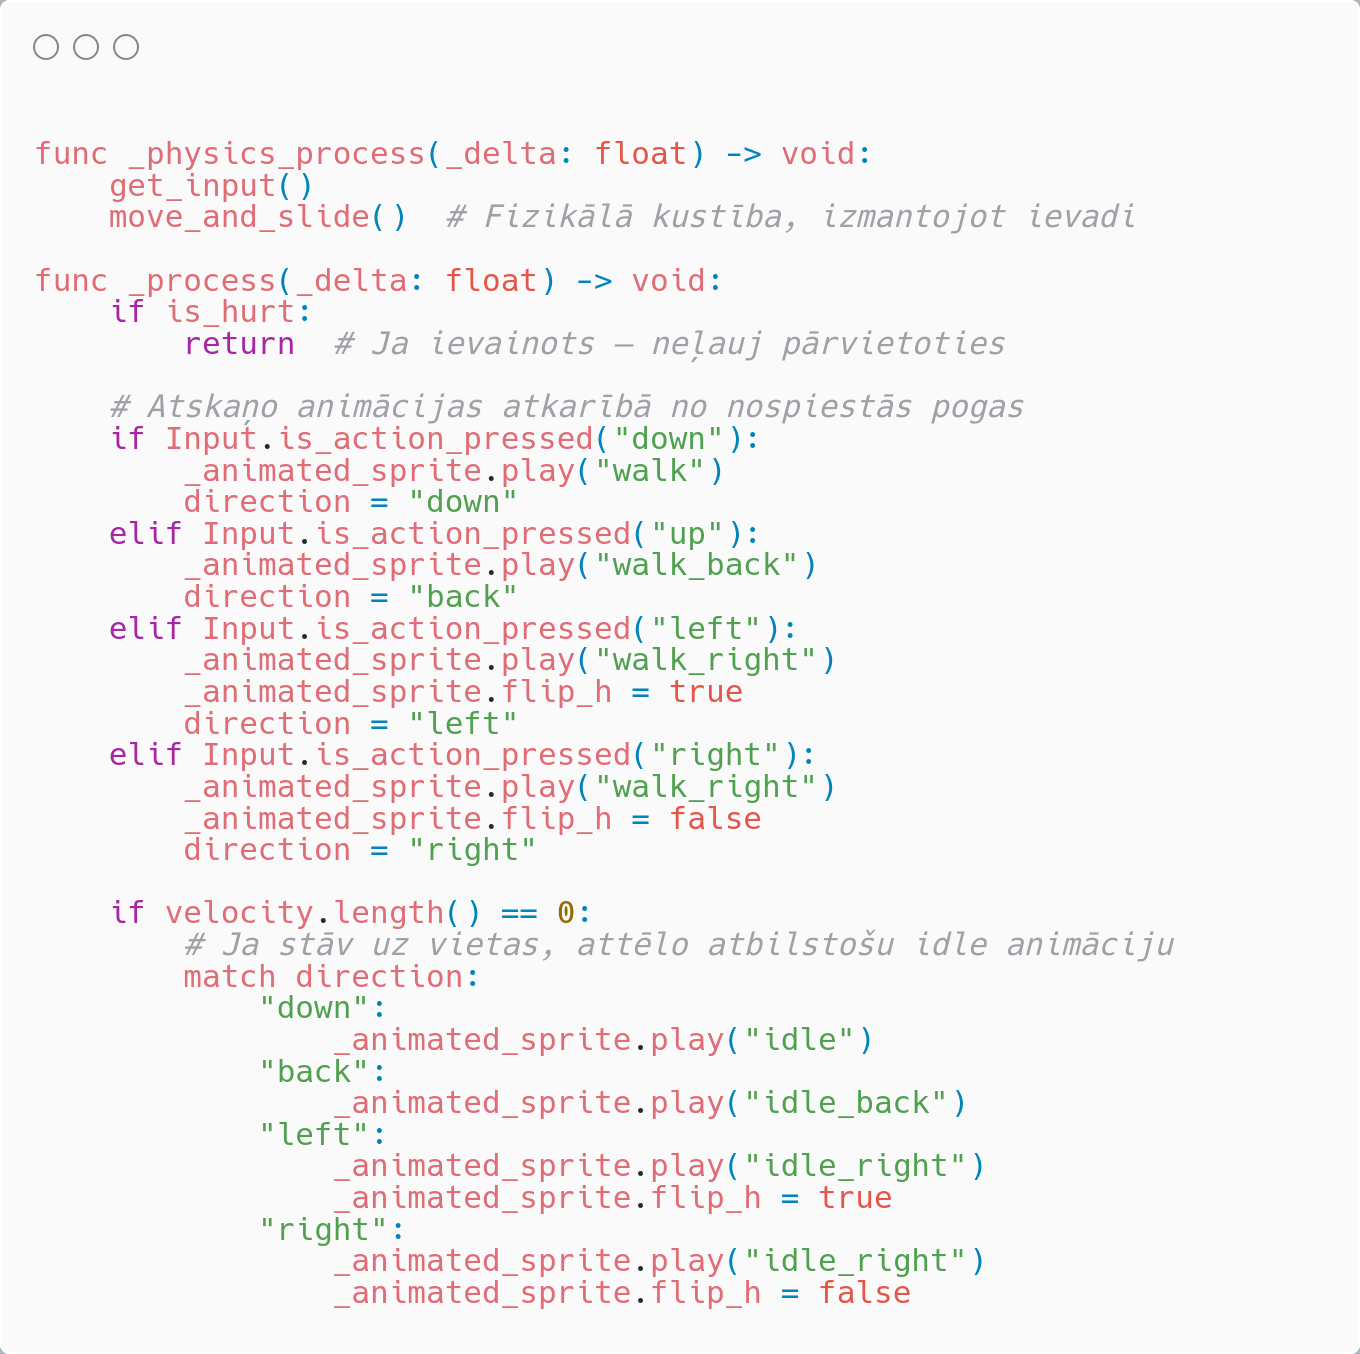 func _physics_process(_delta: float) -> void:
    get_input()
    move_and_slide()  # Fizikālā kustība, izmantojot ievadi

func _process(_delta: float) -> void:
    if is_hurt:
        return  # Ja ievainots – neļauj pārvietoties

    # Atskaņo animācijas atkarībā no nospiestās pogas
    if Input.is_action_pressed("down"):
        _animated_sprite.play("walk")
        direction = "down"
    elif Input.is_action_pressed("up"):
        _animated_sprite.play("walk_back")
        direction = "back"
    elif Input.is_action_pressed("left"):
        _animated_sprite.play("walk_right")
        _animated_sprite.flip_h = true
        direction = "left"
    elif Input.is_action_pressed("right"):
        _animated_sprite.play("walk_right")
        _animated_sprite.flip_h = false
        direction = "right"

    if velocity.length() == 0:
        # Ja stāv uz vietas, attēlo atbilstošu idle animāciju
        match direction:
            "down":
                _animated_sprite.play("idle")
            "back":
                _animated_sprite.play("idle_back")
            "left":
                _animated_sprite.play("idle_right")
                _animated_sprite.flip_h = true
            "right":
                _animated_sprite.play("idle_right")
                _animated_sprite.flip_h = false